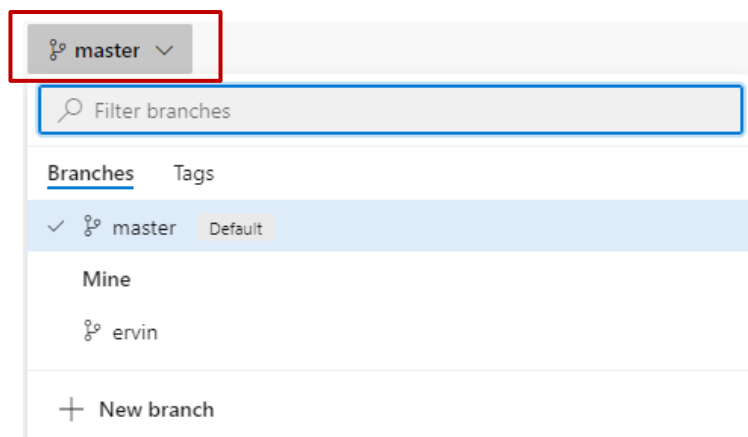 master
Filter branches
Branches Tags
master Default
Mine
ervin
New branch